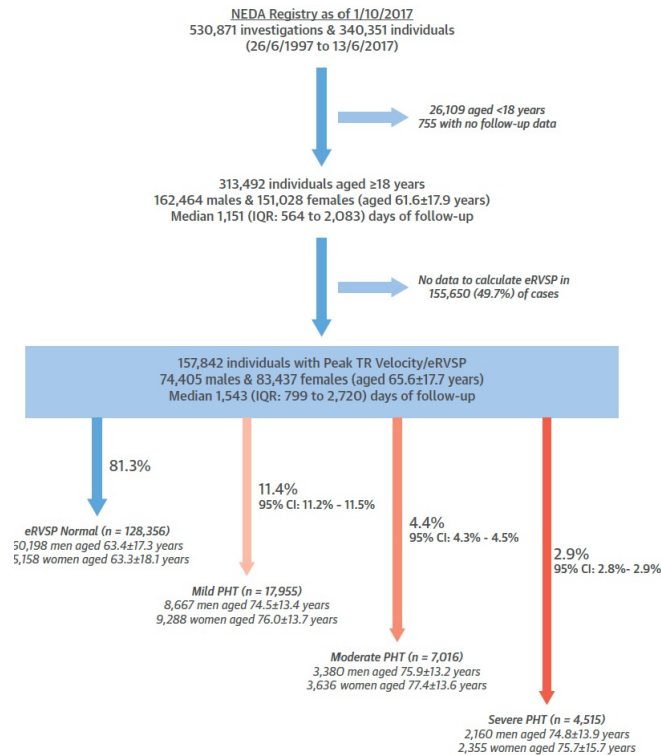 NEDA Registry as of 1/10/2017
530,871 investigations & 340,351 individuals
(26/6/1997 to 13/6/2017)
26,109 aged <18 years
755 with no follow-up data
313,492 individuals aged ≥18 years
162,464 males & 151,028 females (aged 61.6±17.9 years)
Median 1,151 (IQR: 564 to 2,083) days of follow-up
No data to calculate eRVSP in
155,650 (49.7%) of cases
157,842 individuals with Peak TR Velocity/eRVSP
74,405 males & 83,437 females (aged 65.6±17.7 years)
Median 1,543 (IQR: 799 to 2,720) days of follow-up
81.3%
eRVSP Normal (n = 128,356)
0,198 men aged 63.4±17.3 years
,158 women aged 63.3±18.1 years
11.4%
95% CI: 11.2% - 11.5%
Mild PHT (n = 17,955)
8,667 men aged 74.5±13.4 years
9,288 women aged 76.0±13.7 years
4.4%
95% CI: 4.3% - 4.5%
Moderate PHT (n = 7,016)
3,380 men aged 75.9±13.2 years
3,636 women aged 77.4±13.6 years
2.9%
95% CI: 2.8%- 2.9%
Severe PHT (n = 4,515)
2,160 men aged 74.8±13.9 years
2,355 women aged 75.7±15.7 years